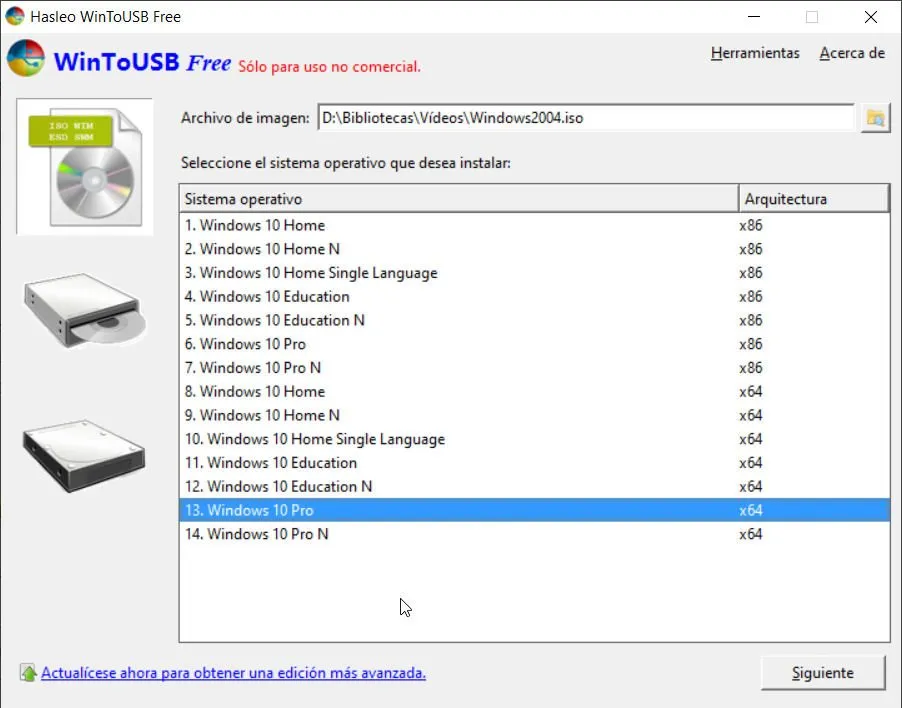 Hasleo WinToUSB Free
WinToUSB Free Sólo para uso no comercial.
Herramientas Acerca de
ISO WIM
ESD SWM
Archivo de imagen: D:\Bibliotecas\Vídeos\Windows2004.iso
Seleccione el sistema operativo que desea instalar:
Sistema operativo Arquitectura
1. Windows 10 Home x86
2. Windows 10 Home N x86
3. Windows 10 Home Single Language x86
4. Windows 10 Education x86
5. Windows 10 Education N x86
6. Windows 10 Pro x86
7. Windows 10 Pro N x86
8. Windows 10 Home x64
9. Windows 10 Home N x64
10. Windows 10 Home Single Language x64
11. Windows 10 Education x64
12. Windows 10 Education N x64
13. Windows 10 Pro x64
14. Windows 10 Pro N x64
Actualícese ahora para obtener una edición más avanzada.
Siguiente